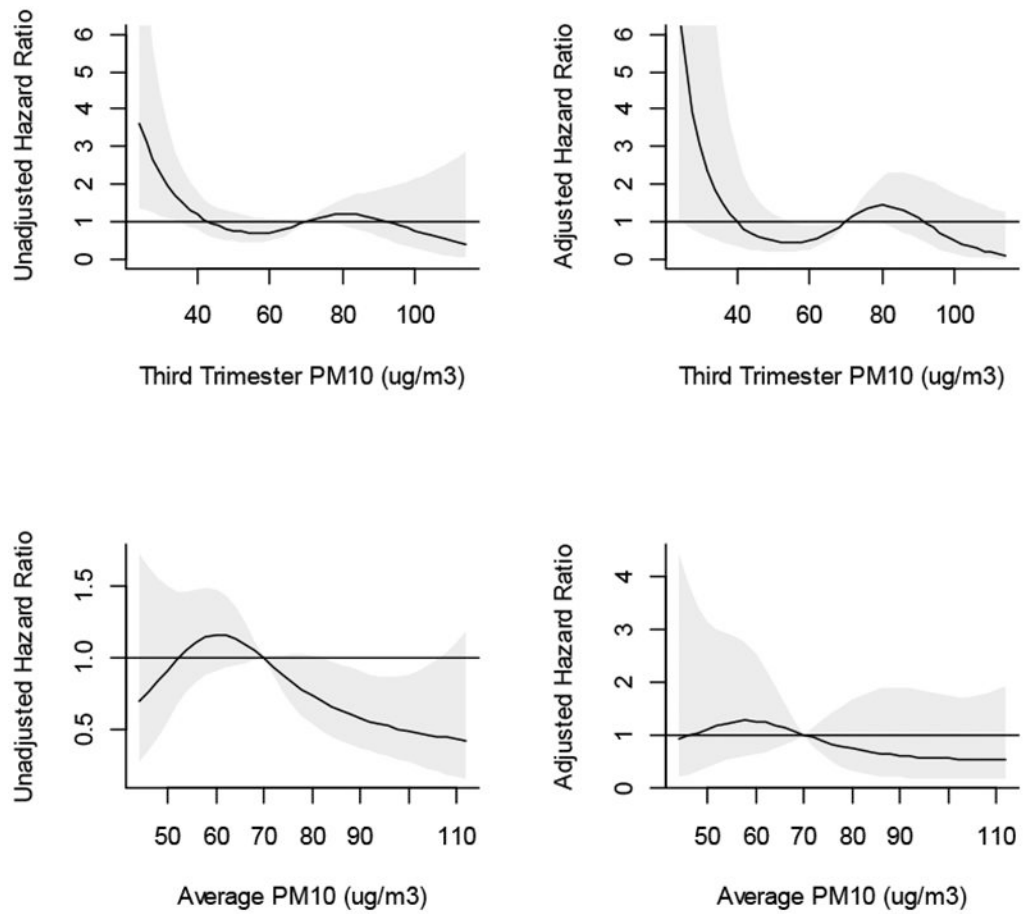 Unadjusted Hazard Ratio
6
5
4
3
2
1
0
40 60 80 100
Third Trimester PM10 (ug/m3)
Adjusted Hazard Ratio
6
5
4
3
2
1
0
40 60 80 100
Third Trimester PM10 (ug/m3)
Unadjusted Hazard Ratio
1.5
1.0
0.5
50 60 70 80 90 110
Average PM10 (ug/m3)
Adjusted Hazard Ratio
4
3
2
1
0
50 60 70 80 90 110
Average PM10 (ug/m3)